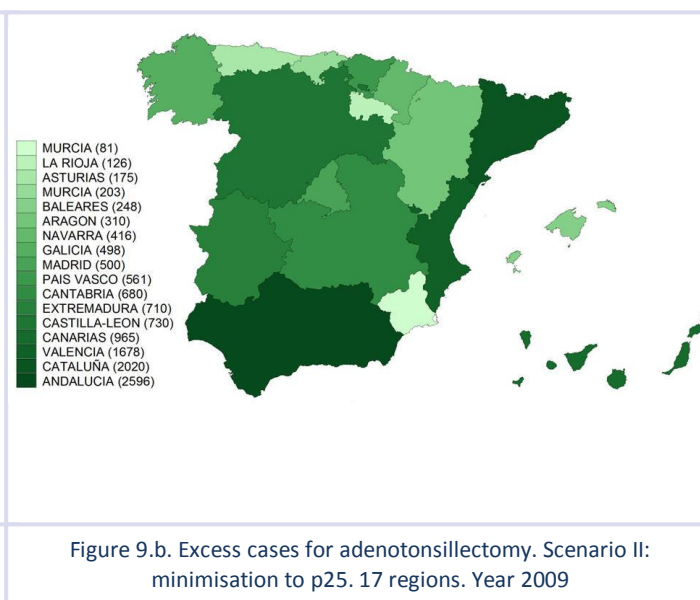 MURCIA (81)
LA RIOJA (126)
ASTURIAS (175)
MURCIA (203)
BALEARES (248)
ARAGON (310)
NAVARRA (416)
GALICIA (498)
MADRID (500)
PAIS VASCO (561)
CANTABRIA (680)
EXTREMADURA (710)
CASTILLA-LEON (730)
CANARIAS (965)
VALENCIA (1678)
CATALUÑA (2020)
ANDALUCIA (2596)
Figure 9.b. Excess cases for adenotonsillectomy. Scenario II:
minimisation to p25. 17 regions. Year 2009